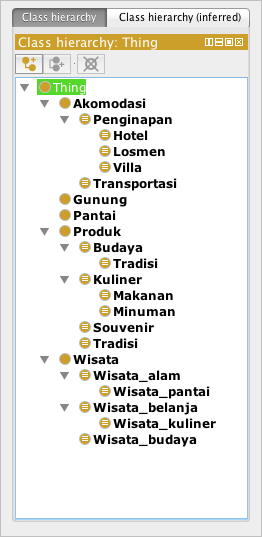 Class hierarchy
Class hierarchy (inferred)
Class hierarchy: Thing
Thing
Akomodasi
Penginapan
Hotel
Losmen
Villa
Transportasi
Gunung
Pantai
Produk
Budaya
Tradisi
Kuliner
Makanan
Minuman
Souvenir
Tradisi
Wisata
Wisata_alam
Wisata_pantai
Wisata_belanja
Wisata_kuliner
Wisata_budaya